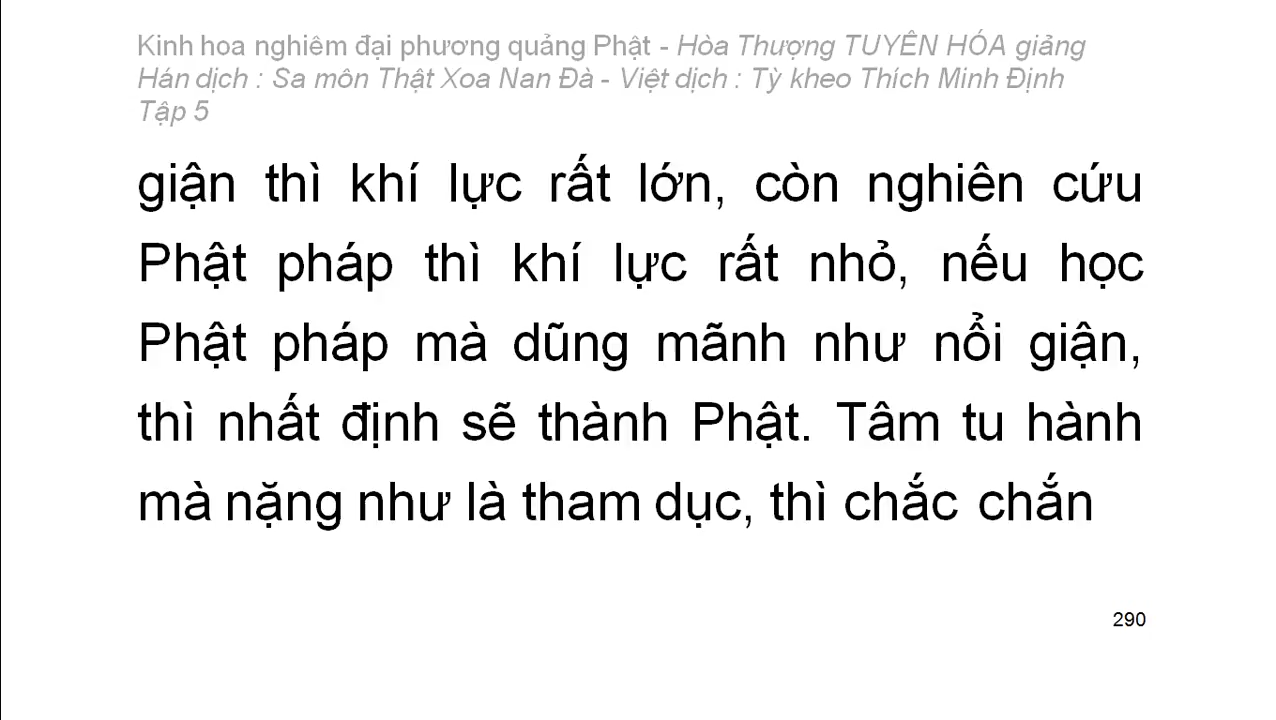 Kinh hoa nghiêm đại phương quảng Phật - Hòa Thượng TUYÊN HÓA giảng
Hán dịch : Sa môn Thật Xoa Nan Đà - Việt dịch : Tỳ kheo Thích Minh Định
Tập 5
giận thì khí lực rất lớn, còn nghiên cứu
Phật pháp thì khí lực rất nhỏ, nếu học
Phật pháp mà dũng mãnh như nổi giận,
thì nhất định sẽ thành Phật. Tâm tu hành
mà nặng như là tham dục, thì chắc chắn
290